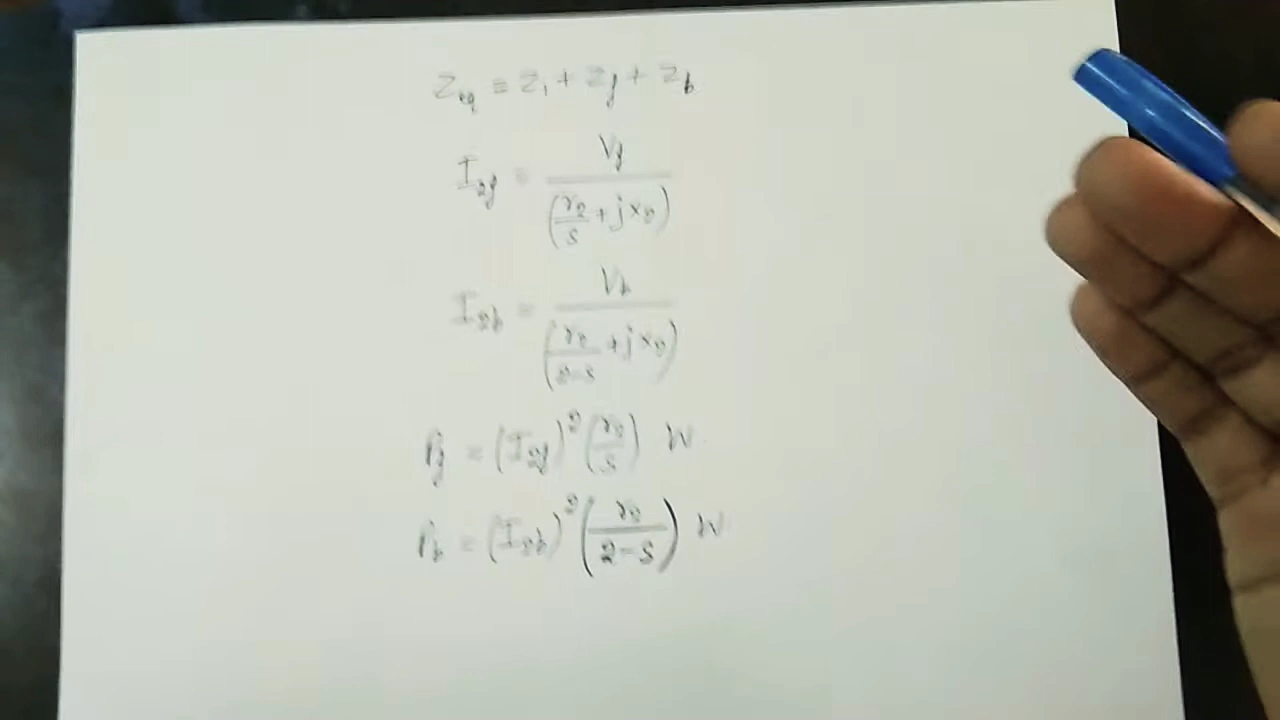 Zeq = Z1 + Zf + Zb
I2f = Vf / (r2/s + jx2)
I2b = Vb / (r2/2-s + jx2)
Pf = (I2f)^2 (r2/s) W
Pb = (I2b)^2 (r2/2-s) W